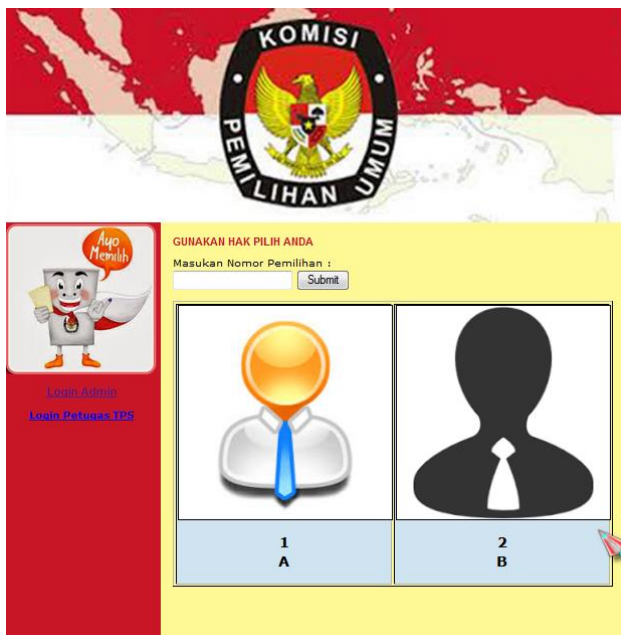 KOMISI
PEMILIHAN UMUM
Ayo
Memilih
Login Admin
Login Petugas TPS
GUNAKAN HAK PILIH ANDA
Masukan Nomor Pemilihan :
Submit
1
A
2
B